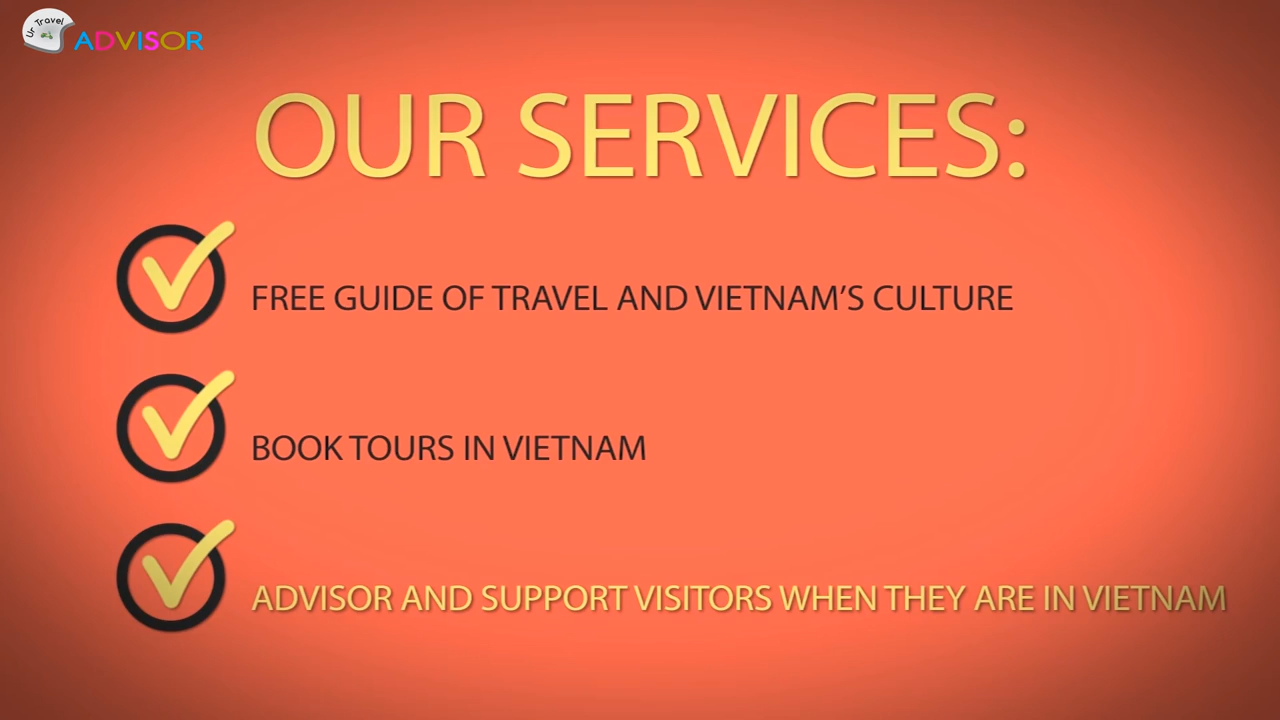 Ur Travel
ADVISOR
OUR SERVICES:
FREE GUIDE OF TRAVEL AND VIETNAM’S CULTURE
BOOK TOURS IN VIETNAM
ADVISOR AND SUPPORT VISITORS WHEN THEY ARE IN VIETNAM